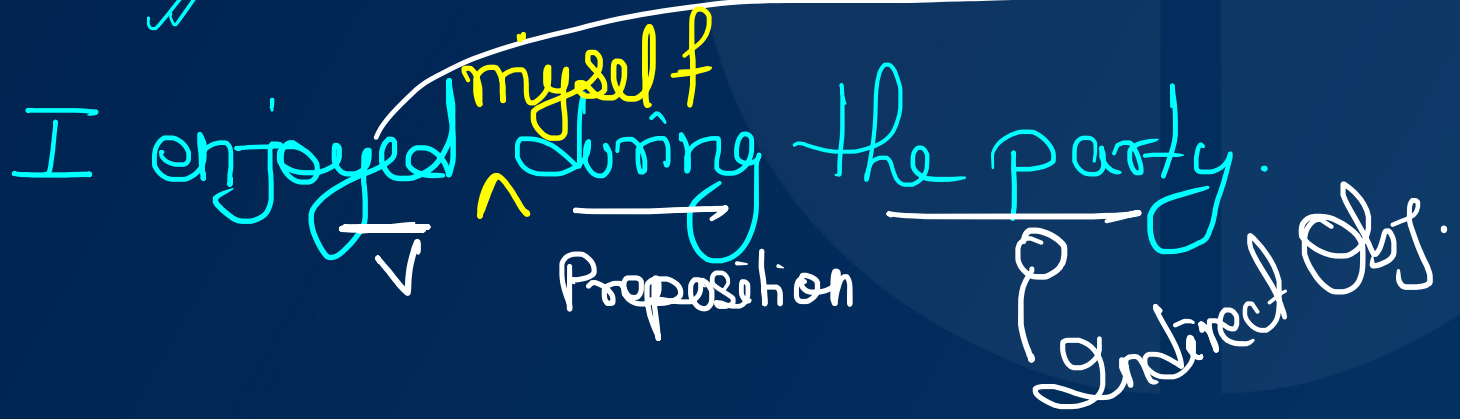 myself
I enjoyed ^ during the party.
V Preposition O
Indirect Obj.